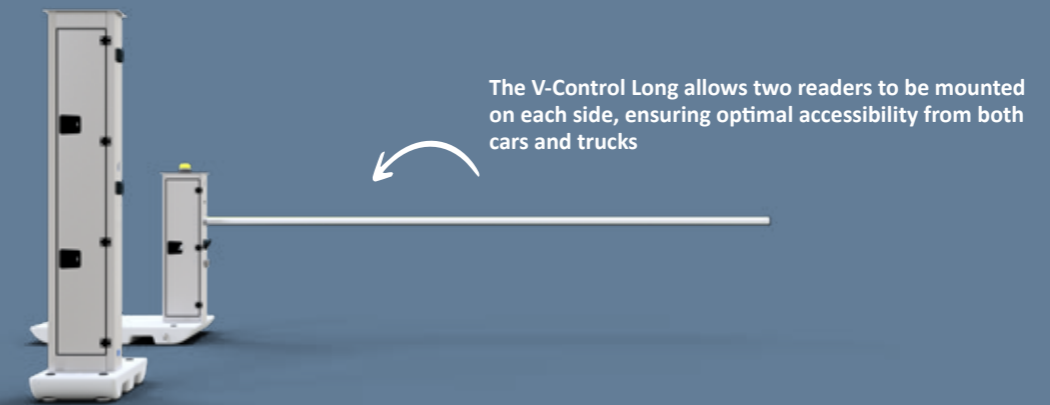 The V-Control Long allows two readers to be mounted
on each side, ensuring optimal accessibility from both
cars and trucks